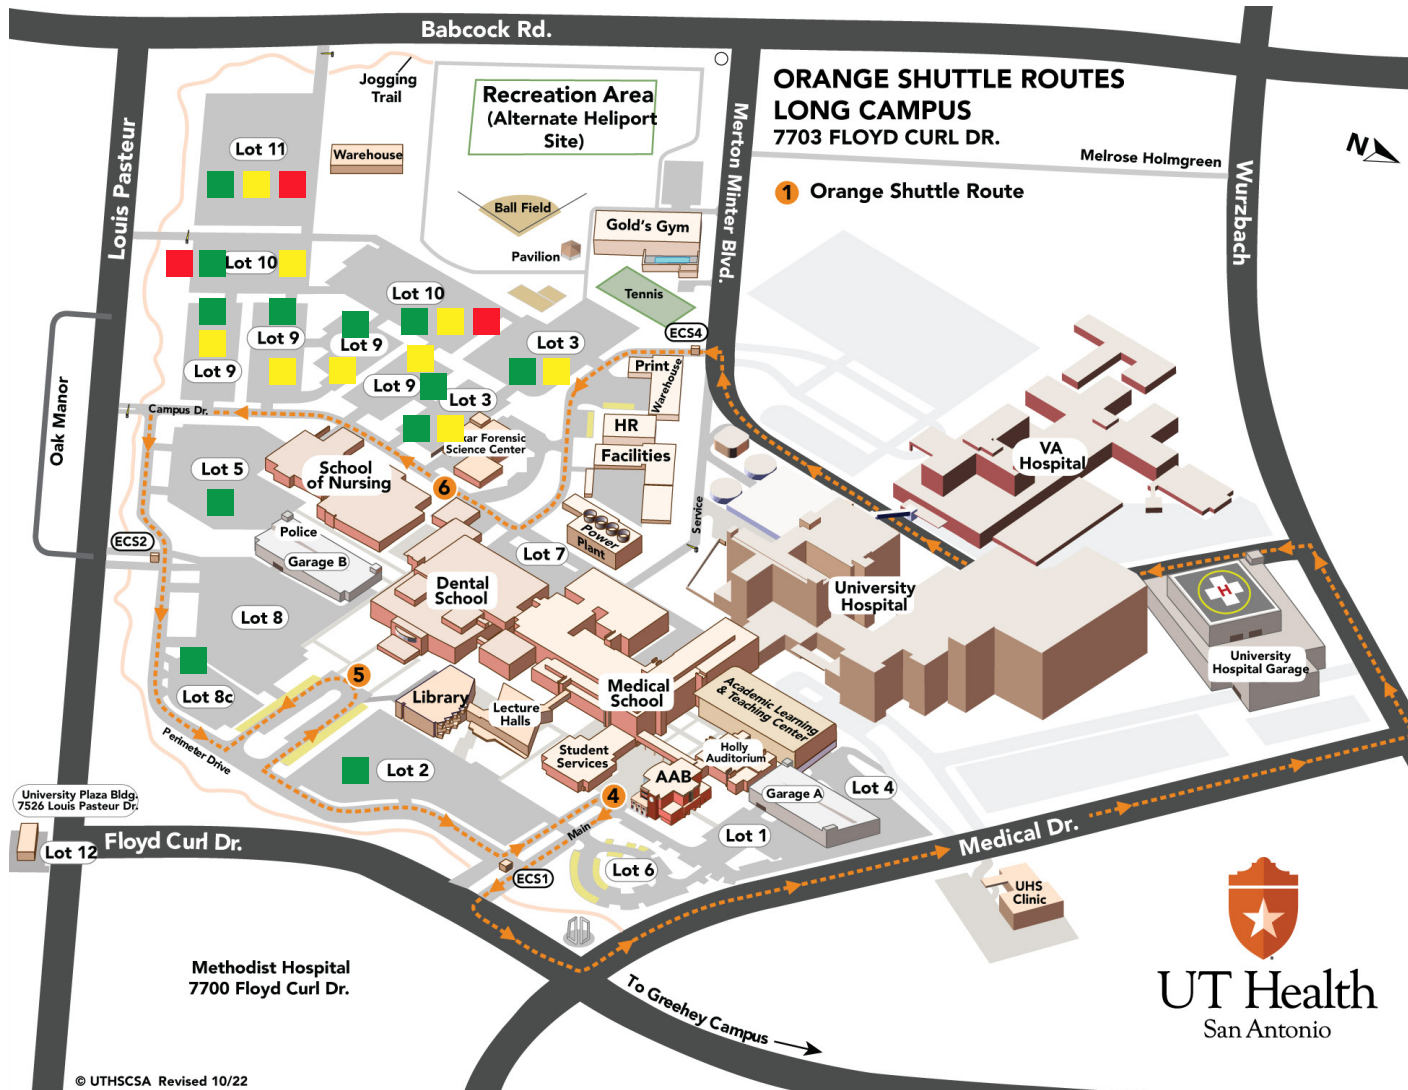 Babcock Rd.
Jogging
Trail
Recreation Area
(Alternate Heliport
Site)
ORANGE SHUTTLE ROUTES
LONG CAMPUS
7703 FLOYD CURL DR.
Louis Pasteur
Merton Minter Blvd.
Melrose Holmgreen
N
Wurzbach
1 Orange Shuttle Route
Lot 11
Warehouse
Ball Field
Gold's Gym
Pavilion
Lot 10
Lot 10
Tennis
ECS4
Lot 9
Lot 9
Lot 3
Lot 9
Print
Warehouse
Lot 9
Lot 3
Oak Manor
Campus Dr.
HR
Forensic
Science Center
Facilities
VA
Hospital
Lot 5
School
of Nursing
6
Service
Police
Power
Plant
ECS2
Garage B
Lot 7
Dental
School
University
Hospital
H
Lot 8
University
Hospital Garage
5
Lot 8c
Library
Lecture
Halls
Medical
School
Academic Learning
& Teaching Center
Perimeter Drive
Student
Services
Holly
Auditorium
Lot 2
AAB
Garage A
Lot 4
4
University Plaza Bldg.
7526 Louis Pasteur Dr.
Main
Lot 1
Medical Dr.
Lot 12
Floyd Curl Dr.
ECS1
Lot 6
UHS
Clinic
Methodist Hospital
7700 Floyd Curl Dr.
To Greehey Campus
UT Health
San Antonio
© UTHSCSA Revised 10/22